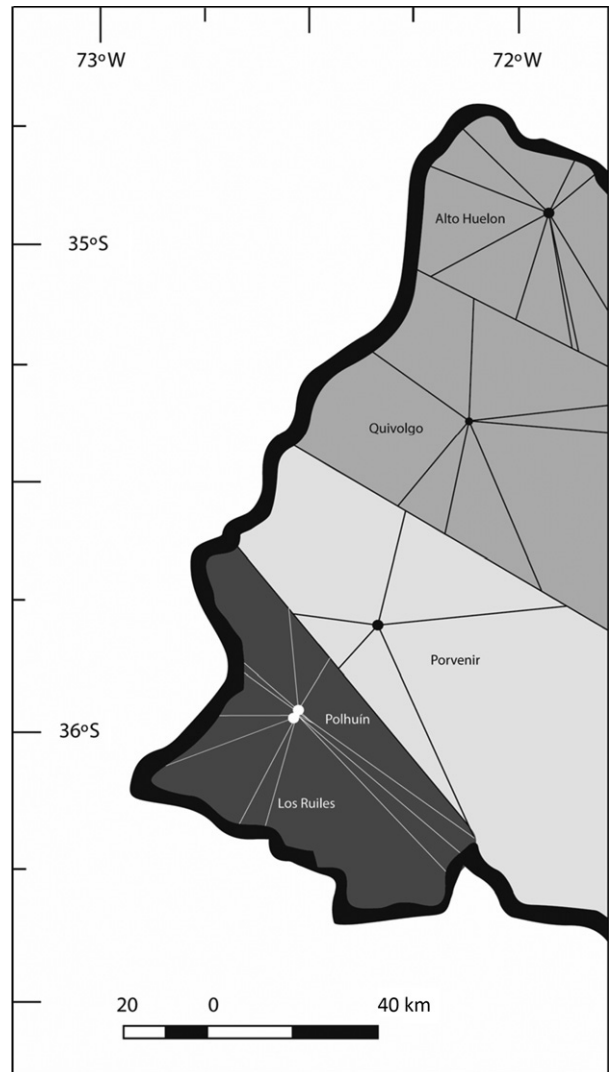 73ºW 72ºW
Alto Huelon
35ºS
Quivolgo
Porvenir
Polhuín
36ºS
Los Ruiles
20 0 40 km